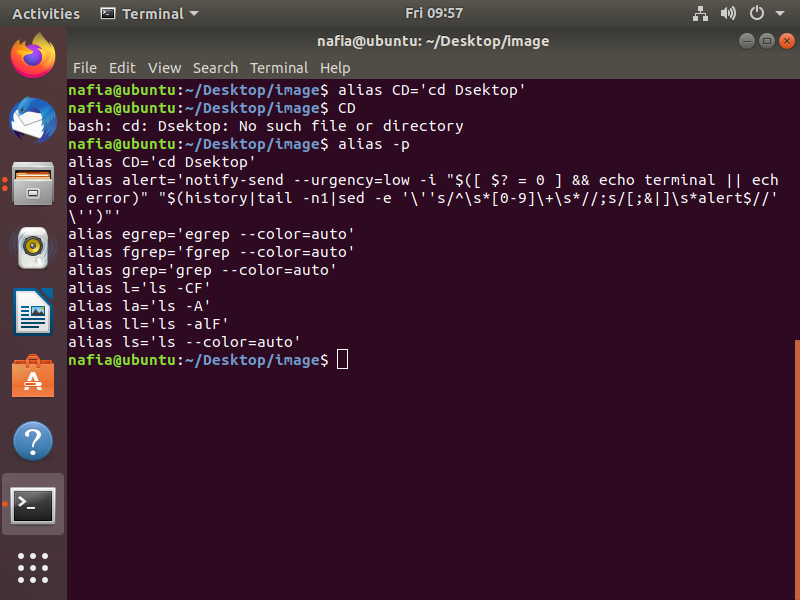 Activities Terminal Fri 09:57
nafia@ubuntu: ~/Desktop/image
File Edit View Search Terminal Help
nafia@ubuntu:~/Desktop/image$ alias CD='cd Dsektop'
nafia@ubuntu:~/Desktop/image$ CD
bash: cd: Dsektop: No such file or directory
nafia@ubuntu:~/Desktop/image$ alias -p
alias CD='cd Dsektop'
alias alert='notify-send --urgency=low -i "$([ $? = 0 ] && echo terminal || ech
o error)" "$(history|tail -n1|sed -e '\''s/^\s*[0-9]\+\s*//;s/[;&|]\s*alert$//'
\'')"'
alias egrep='egrep --color=auto'
alias fgrep='fgrep --color=auto'
alias grep='grep --color=auto'
alias l='ls -CF'
alias la='ls -A'
alias ll='ls -alF'
alias ls='ls --color=auto'
nafia@ubuntu:~/Desktop/image$